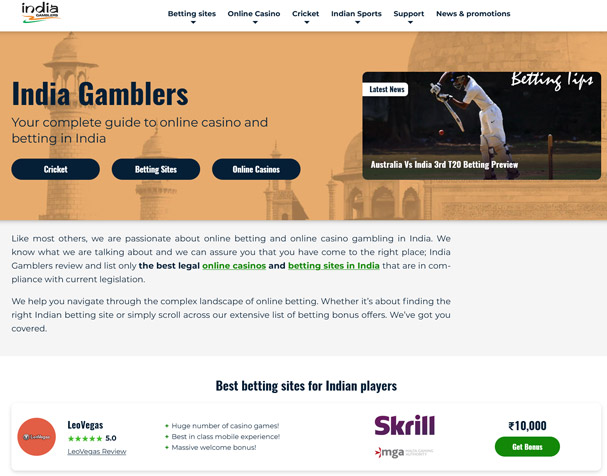 india
GAMBLERS
Betting sites
Online Casino
Cricket
Indian Sports
Support
News & promotions
India Gamblers
Your complete guide to online casino and
betting in India
Cricket
Betting Sites
Online Casinos
Betting Tips
Latest News
Australia Vs India 3rd T20 Betting Preview
Like most others, we are passionate about online betting and online casino gambling in India. We
know what we are talking about and we can assure you that you have come to the right place; India
Gamblers review and list only the best legal online casinos and betting sites in India that are in com-
pliance with current legislation.
We help you navigate through the complex landscape of online betting. Whether it's about finding the
right Indian betting site or simply scroll across our extensive list of betting bonus offers. We've got you
covered.
Best betting sites for Indian players
LeoVegas
LeoVegas
5.0
LeoVegas Review
+ Huge number of casino games!
+ Best in class mobile experience!
+ Massive welcome bonus!
Skrill
mga MALTA GAMING
AUTHORITY
₹10,000
Get Bonus